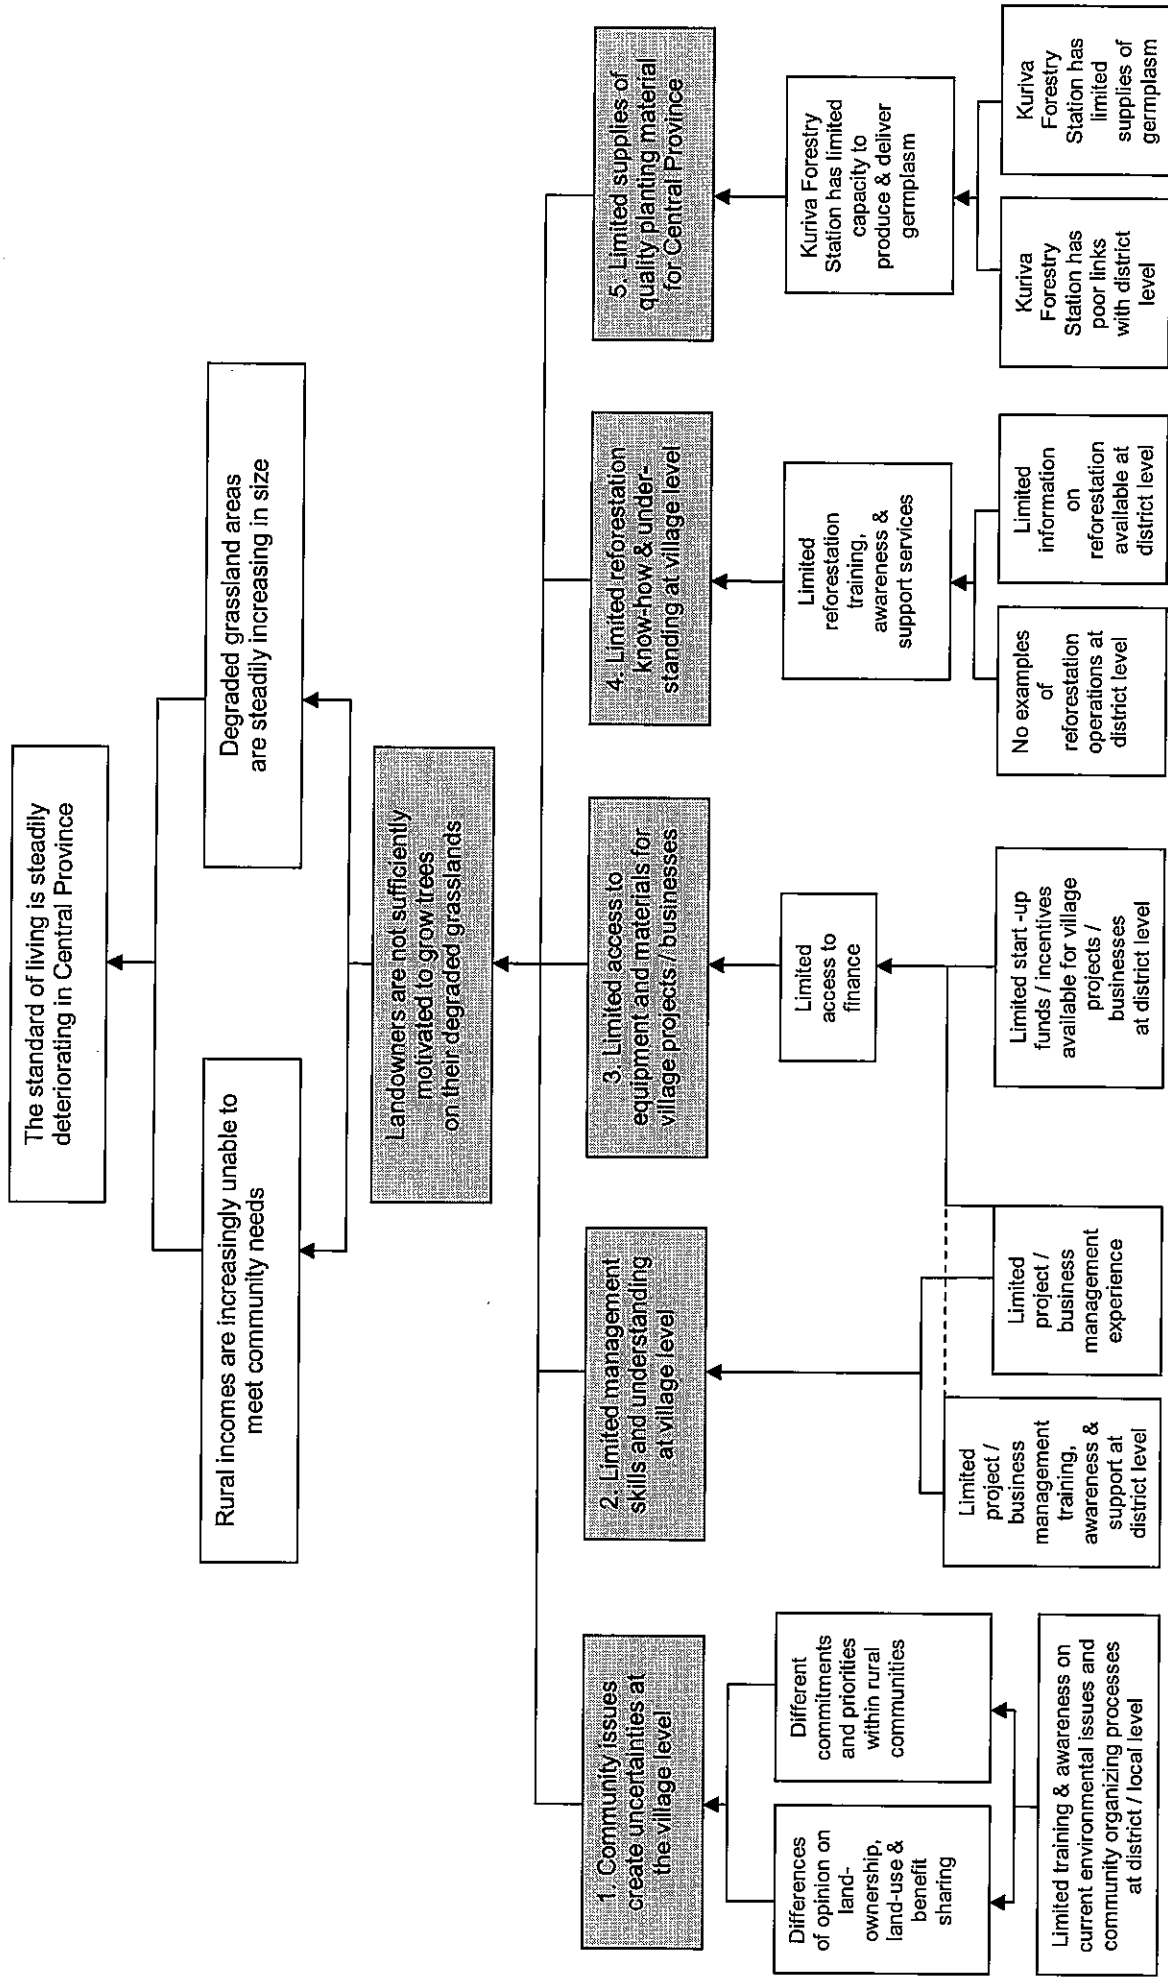 The standard of living is steadily
deteriorating in Central Province
Rural incomes are increasingly unable to
meet community needs
Degraded grassland areas
are steadily increasing in size
Landowners are not sufficiently
motivated to grow trees
on their degraded grasslands
1. Community issues
create uncertainties at
the village level
2. Limited management
skills and understanding
at village level
3. Limited access to
equipment and materials for
village projects / businesses
4. Limited reforestation
know-how & under-
standing at village level
5. Limited supplies of
quality planting material
for Central Province
Differences
of opinion on
land-
ownership,
land-use &
benefit
sharing
Different
commitments
and priorities
within rural
communities
Limited
access to
finance
Limited
reforestation
training,
awareness &
support services
Kuriva Forestry
Station has limited
capacity to
produce & deliver
germplasm
Limited training & awareness on
current environmental issues and
community organizing processes
at district / local level
Limited
project /
business
management
training,
awareness &
support at
district level
Limited
project /
business
management
experience
Limited start-up
funds / incentives
available for village
projects /
businesses
at district level
No examples
of
reforestation
operations at
district level
Limited
information
on
reforestation
available at
district level
Kuriva
Forestry
Station has
poor links
with district
level
Kuriva
Forestry
Station has
limited
supplies of
germplasm